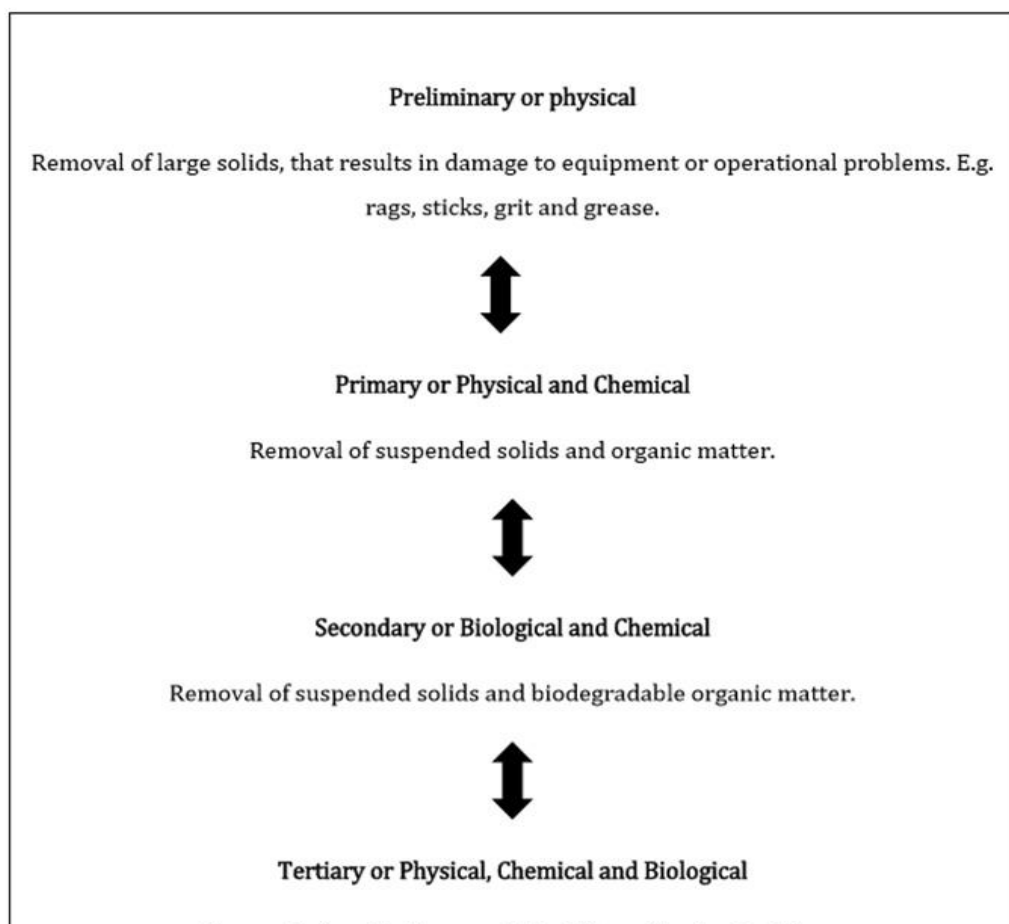 Preliminary or physical
Removal of large solids, that results in damage to equipment or operational problems. E.g.
rags, sticks, grit and grease.
Primary or Physical and Chemical
Removal of suspended solids and organic matter.
Secondary or Biological and Chemical
Removal of suspended solids and biodegradable organic matter.
Tertiary or Physical, Chemical and Biological